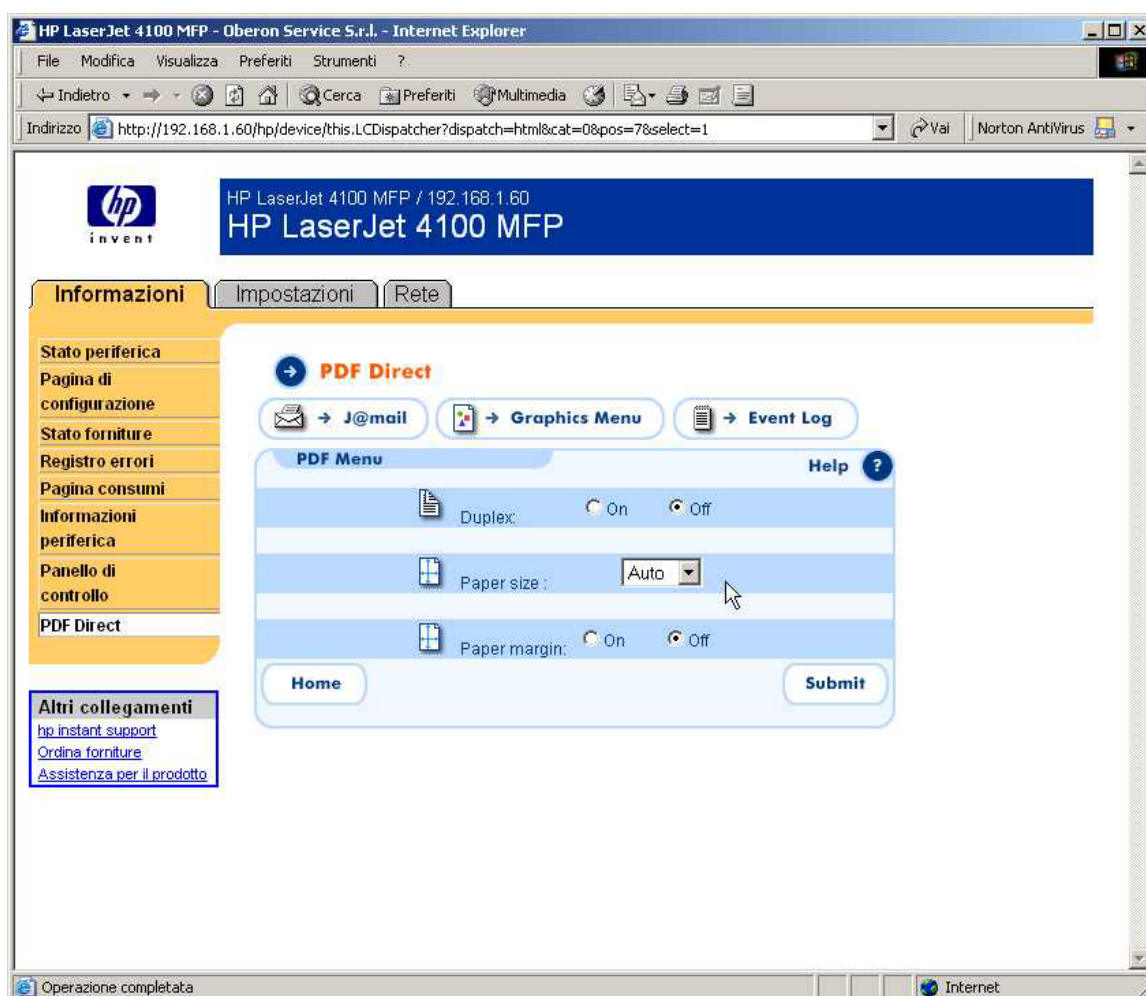 HP LaserJet 4100 MFP - Oberon Service S.r.l. - Internet Explorer
File Modifica Visualizza Preferiti Strumenti ?
Indietro Cerca Preferiti Multimedia
Indirizzo http://192.168.1.60/hp/device/this.LCDispatcher?dispatch=html&cat=0&pos=7&select=1 Vai Norton AntiVirus
hp
invent
HP LaserJet 4100 MFP / 192.168.1.60
HP LaserJet 4100 MFP
Informazioni Impostazioni Rete
Stato periferica
Pagina di
configurazione
Stato forniture
Registro errori
Pagina consumi
Informazioni
periferica
Panello di
controllo
PDF Direct
Altri collegamenti
hp instant support
Ordina forniture
Assistenza per il prodotto
PDF Direct
J@mail Graphics Menu Event Log
PDF Menu Help ?
Duplex: On Off
Paper size : Auto
Paper margin: On Off
Home Submit
Operazione completata Internet